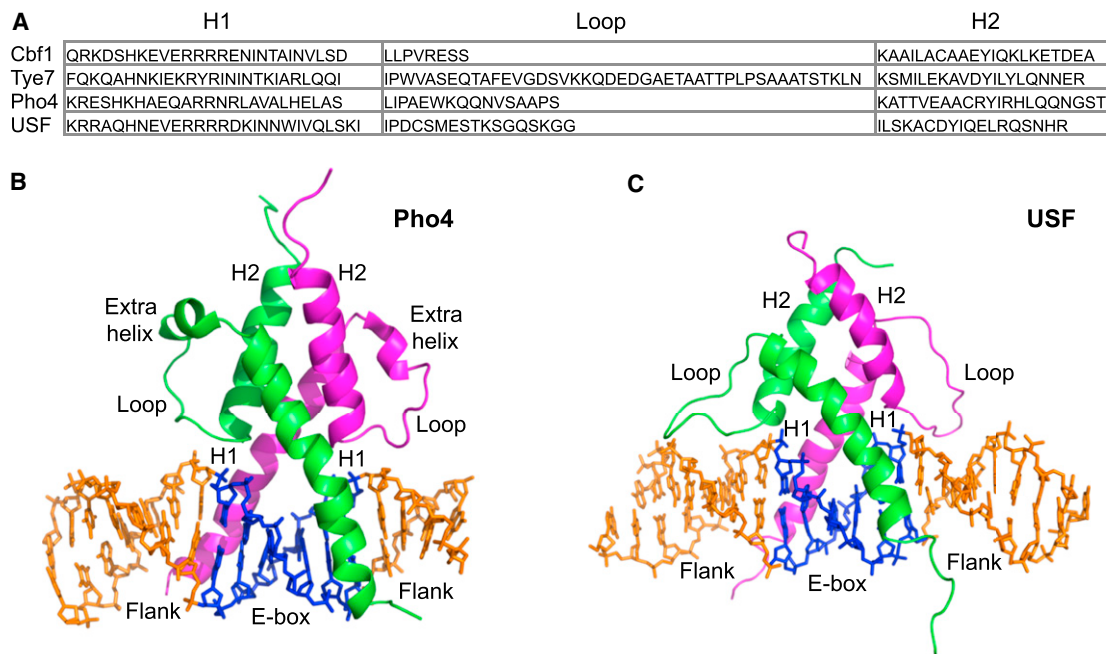 A
H1 Loop H2
Cbf1 QRKDSHKEVERRRRENINTAINVLSD LLPVRESS KAAILACAAEYIQKLKETDEA
Tye7 FQKQAHNKIEKRYRININTKIARLQQI IPWVASEQTAFEVGDSVKKQDEDGAETAATTPLPSAAATSTKLN KSMILEKAVDYILYLQNNER
Pho4 KRESHKHAEQARRNRLAVALHELAS LIPAEWKQQNVSAAPS KATTVEAACRYIRHLQQNGST
USF KRRAQHNEVERRRRDKINNWIVQLSKI IPDCSMESTKSGQSKGG ILSKACDYIQELRQSNHR
B
Pho4
H2 H2
Extra
helix
Extra
helix
Loop
Loop
H1 H1
Flank
E-box
Flank
C
USF
H2 H2
Loop
Loop
H1 H1
Flank
E-box
Flank